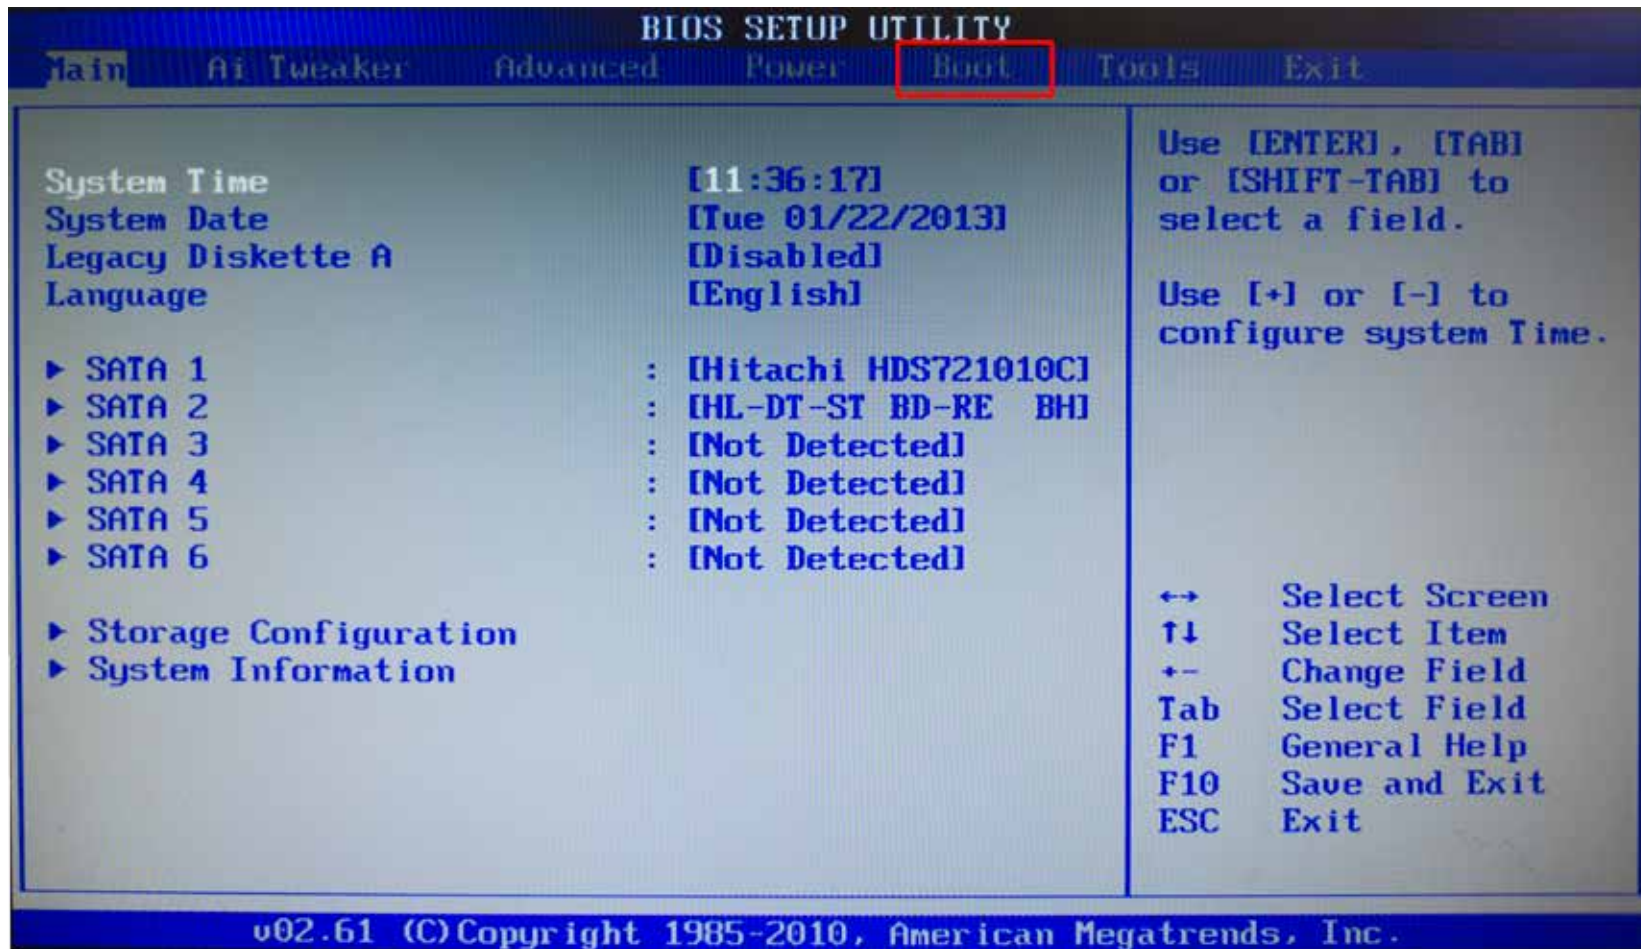 BIOS SETUP UTILITY
Main Ai Tweaker Advanced Power Boot Tools Exit
System Time [11:36:17]
System Date [Tue 01/22/2013]
Legacy Diskette A [Disabled]
Language [English]
▶ SATA 1 : [Hitachi HDS721010C]
▶ SATA 2 : [HL-DT-ST BD-RE BH]
▶ SATA 3 : [Not Detected]
▶ SATA 4 : [Not Detected]
▶ SATA 5 : [Not Detected]
▶ SATA 6 : [Not Detected]
▶ Storage Configuration
▶ System Information
Use [ENTER], [TAB]
or [SHIFT-TAB] to
select a field.
Use [+] or [-] to
configure system Time.
←→ Select Screen
↑↓ Select Item
+- Change Field
Tab Select Field
F1 General Help
F10 Save and Exit
ESC Exit
v02.61 (C)Copyright 1985-2010, American Megatrends, Inc.